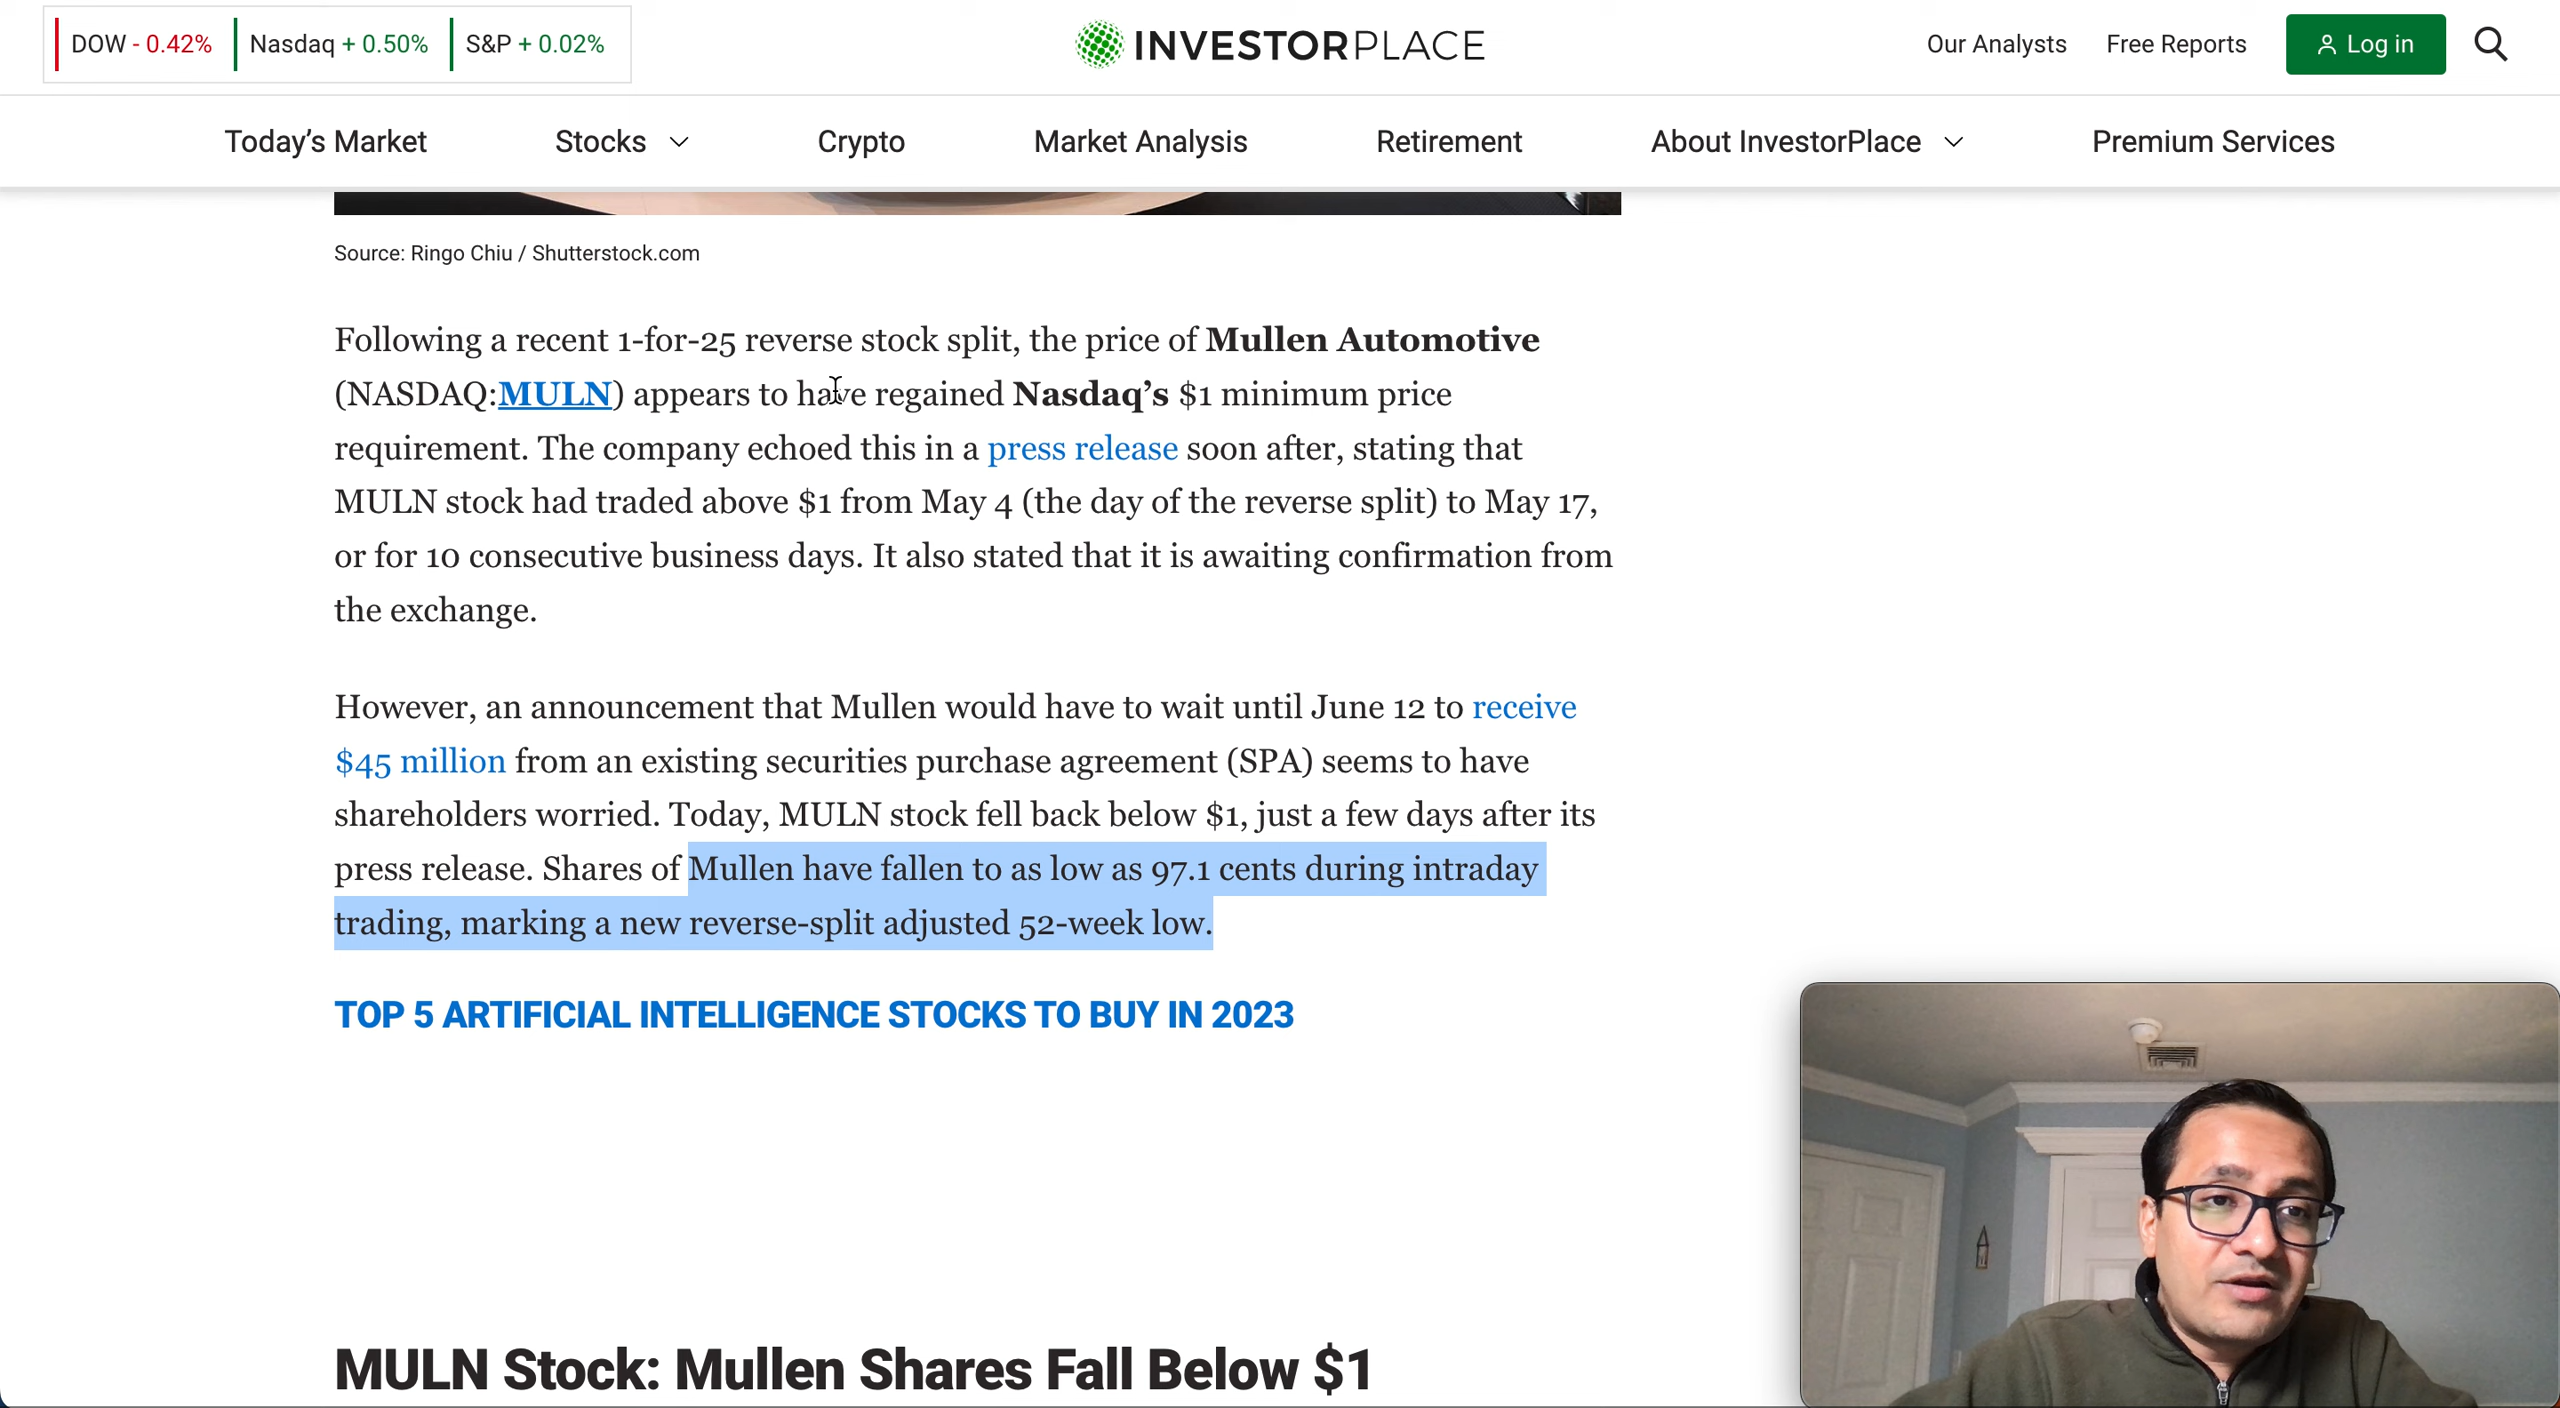 DOW - 0.42% Nasdaq + 0.50% S&P + 0.02%
INVESTORPLACE
Our Analysts Free Reports Log in
Today’s Market Stocks Crypto Market Analysis Retirement About InvestorPlace Premium Services
Source: Ringo Chiu / Shutterstock.com
Following a recent 1-for-25 reverse stock split, the price of Mullen Automotive
(NASDAQ:MULN) appears to have regained Nasdaq’s $1 minimum price
requirement. The company echoed this in a press release soon after, stating that
MULN stock had traded above $1 from May 4 (the day of the reverse split) to May 17,
or for 10 consecutive business days. It also stated that it is awaiting confirmation from
the exchange.
However, an announcement that Mullen would have to wait until June 12 to receive
$45 million from an existing securities purchase agreement (SPA) seems to have
shareholders worried. Today, MULN stock fell back below $1, just a few days after its
press release. Shares of Mullen have fallen to as low as 97.1 cents during intraday
trading, marking a new reverse-split adjusted 52-week low.
TOP 5 ARTIFICIAL INTELLIGENCE STOCKS TO BUY IN 2023
MULN Stock: Mullen Shares Fall Below $1